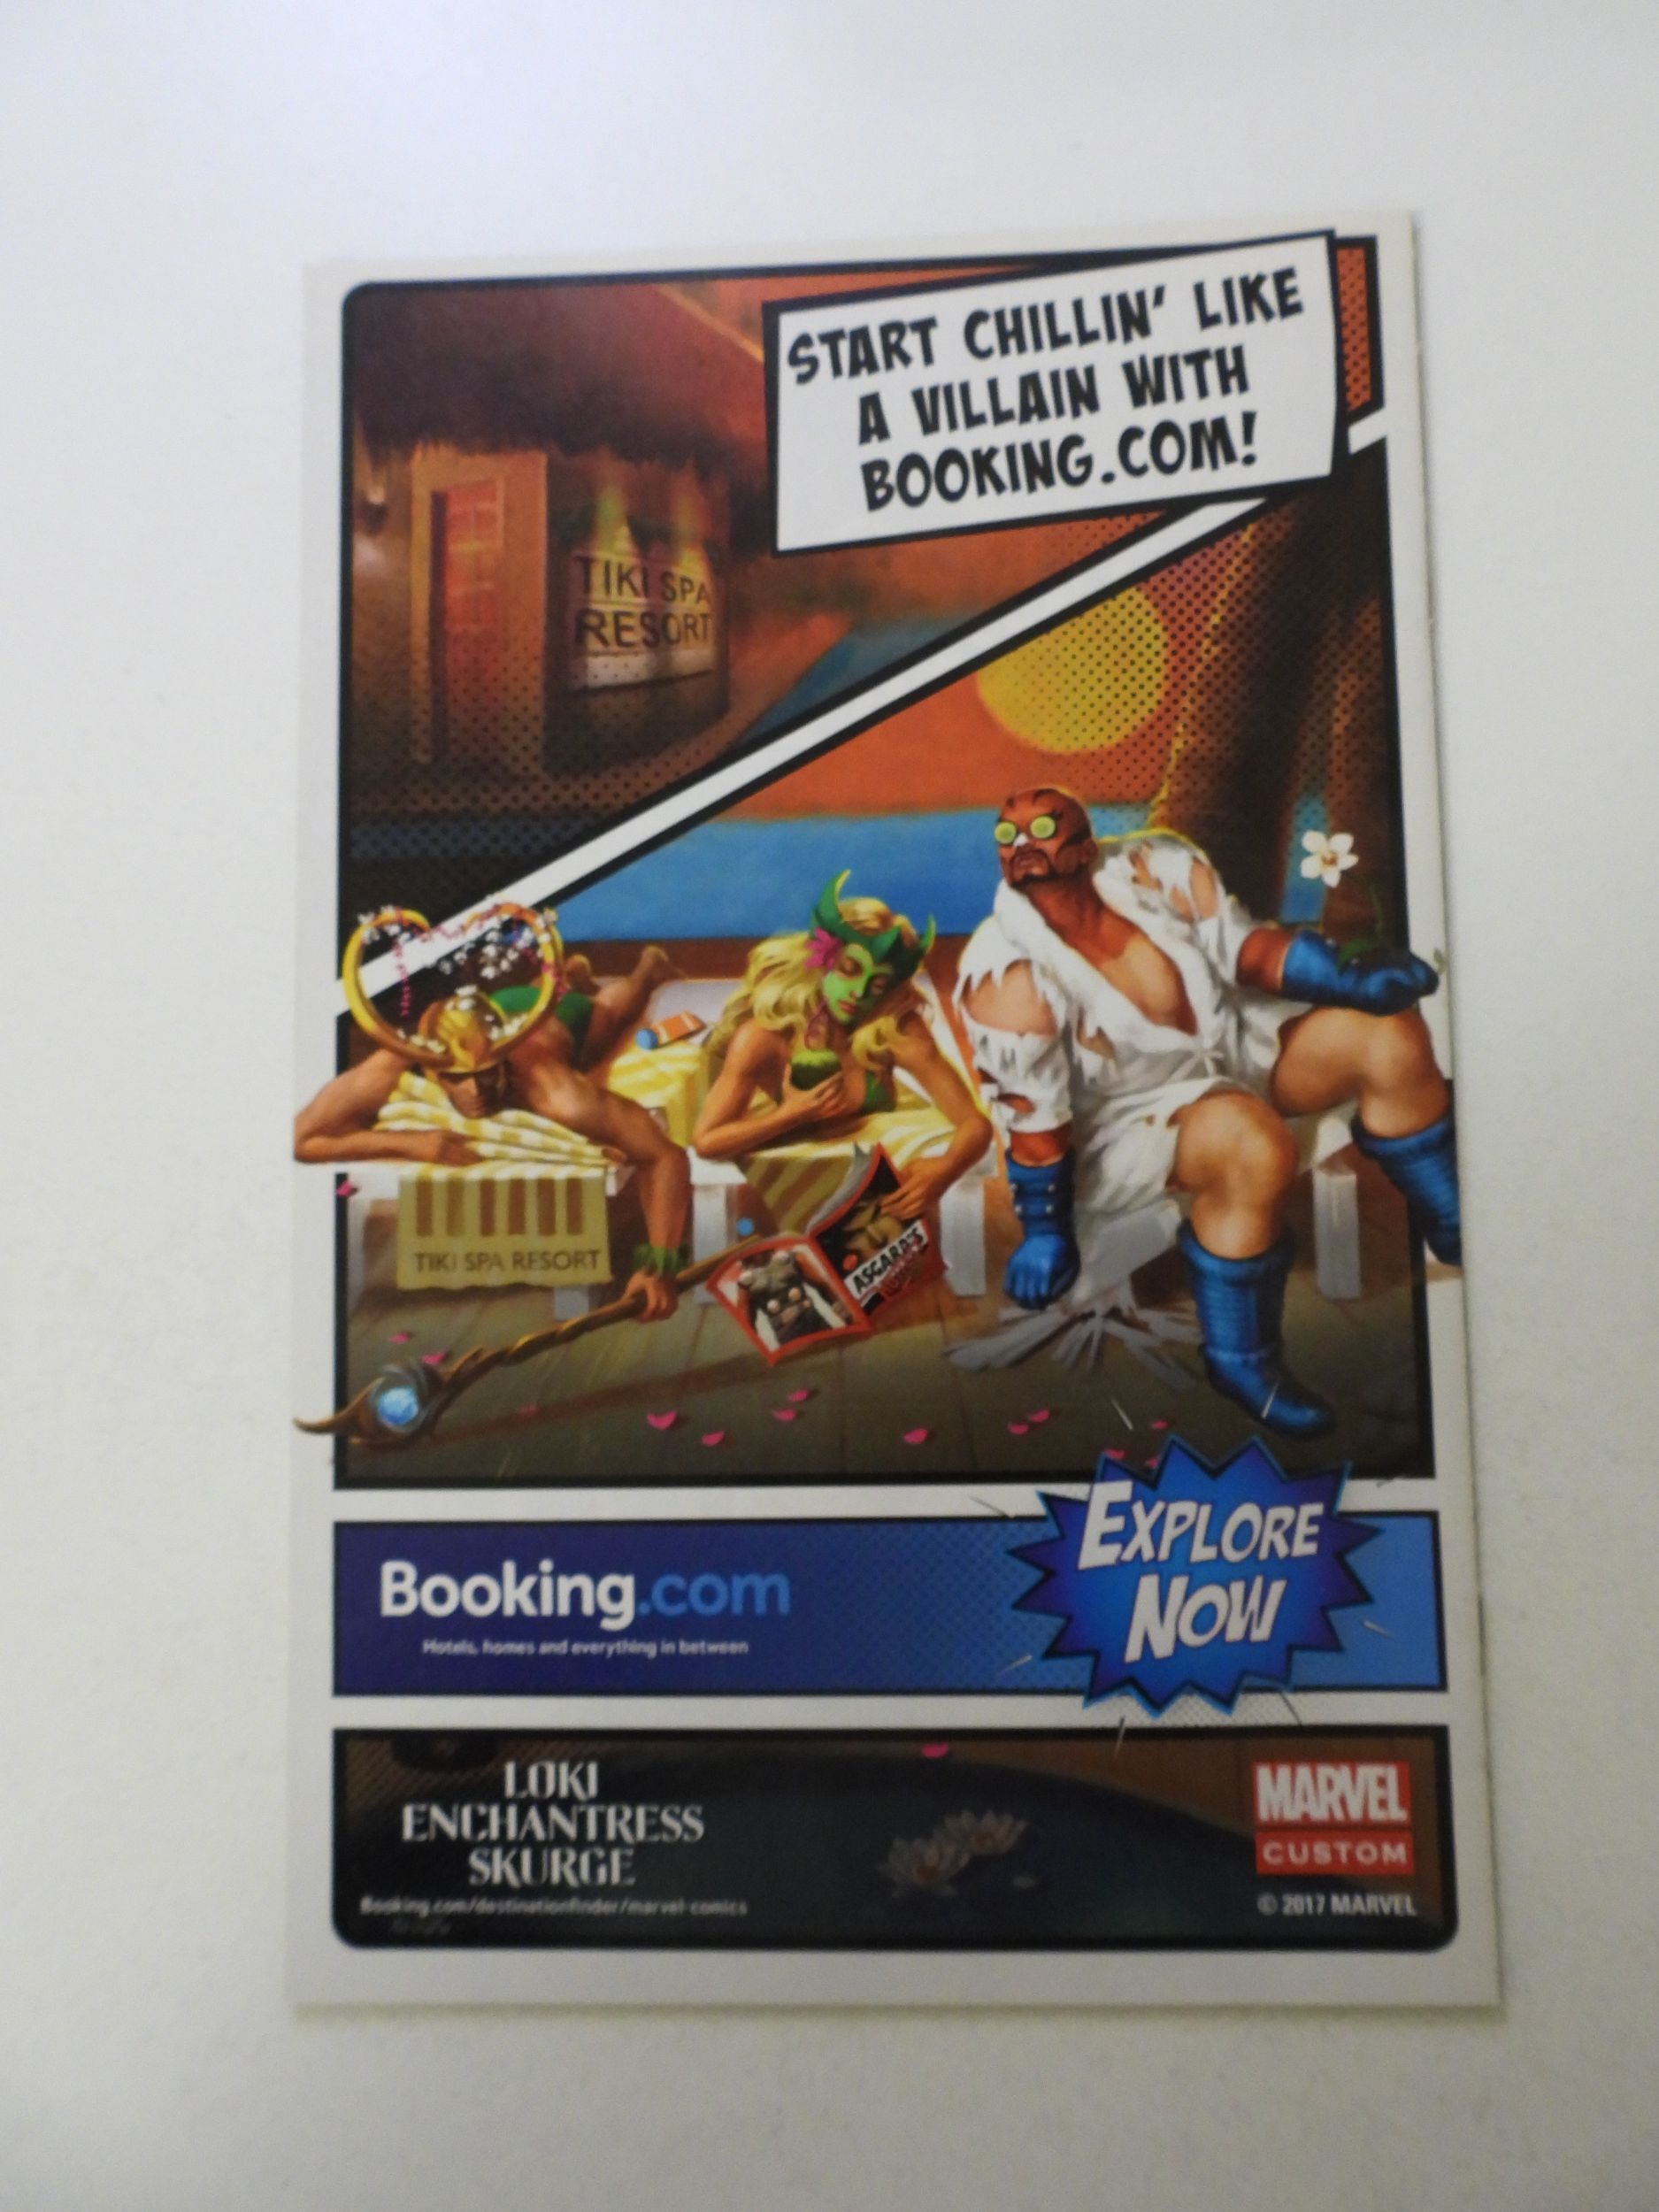 START CHILLIN' LIKE
A VILLAIN WITH
BOOKING.COM!
TIKI SPA
RESORT
TIKI SPA RESORT
ASGARD'S
EXPLORE
NOW
Booking.com
Hotels, homes and everything in between
LOKI
ENCHANTRESS
SKURGE
Booking.com/destinationfinder/marvel-comics
MARVEL
CUSTOM
© 2017 MARVEL